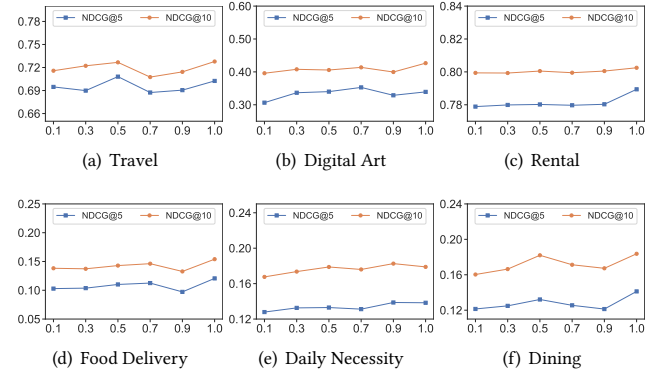 NDCG@5 NDCG@10
0.78
0.75
0.72
0.69
0.66
0.1 0.3 0.5 0.7 0.9 1.0
(a) Travel
NDCG@5 NDCG@10
0.60
0.50
0.40
0.30
0.1 0.3 0.5 0.7 0.9 1.0
(b) Digital Art
NDCG@5 NDCG@10
0.84
0.82
0.80
0.78
0.1 0.3 0.5 0.7 0.9 1.0
(c) Rental
NDCG@5 NDCG@10
0.25
0.20
0.15
0.10
0.05
0.1 0.3 0.5 0.7 0.9 1.0
(d) Food Delivery
NDCG@5 NDCG@10
0.24
0.20
0.16
0.12
0.1 0.3 0.5 0.7 0.9 1.0
(e) Daily Necessity
NDCG@5 NDCG@10
0.24
0.20
0.16
0.12
0.1 0.3 0.5 0.7 0.9 1.0
(f) Dining